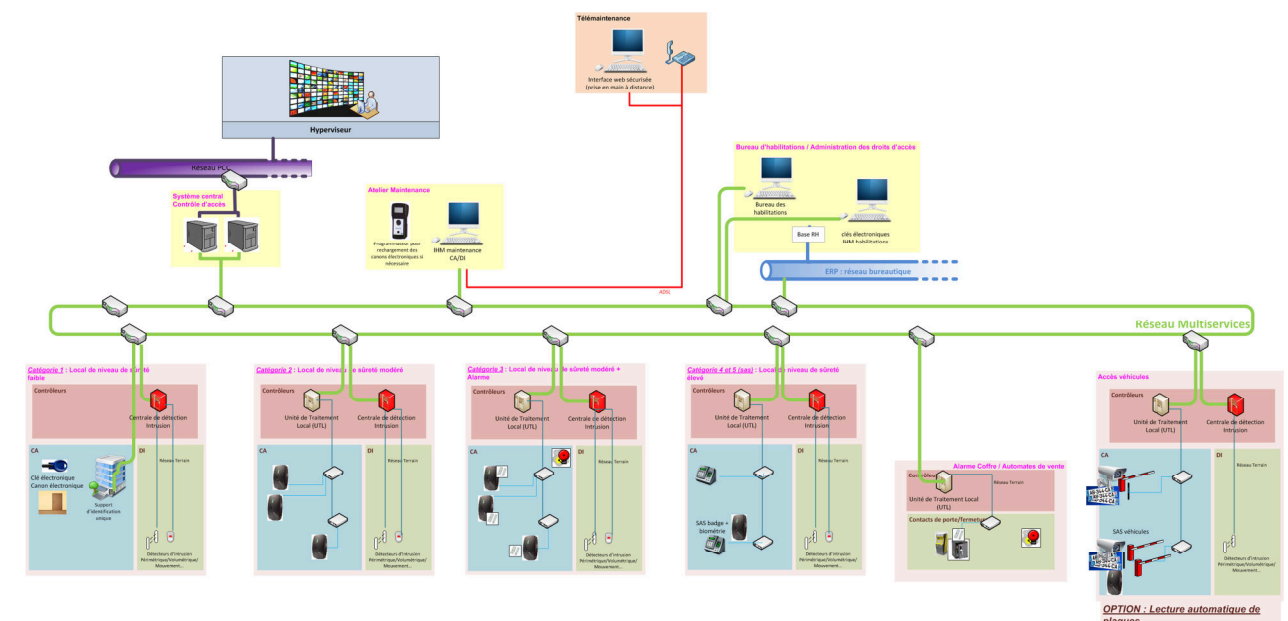 Télémaintenance
Interface web sécurisée
(prise en main à distance)
Hyperviseur
Réseau PCC
Système central
Contrôle d'accès
Atelier Maintenance
rechargement des
canons électroniques si
nécessaire
IHM maintenance
CA/DI
ADSL
Bureau d'habilitations / Administration des droits d'accès
Bureau des
habilitations
clés électroniques
IHM habilitations
Base RH
ERP : réseau bureautique
Réseau Multiservices
Catégorie 1 : Local de niveau de sûreté
faible
Contrôleurs
Centrale de détection
Intrusion
CA
Clé électronique
Canon électronique
Support
d'identification
unique
DI
Réseau Terrain
Détecteurs d'intrusion
Périmétrique/Volumétrique/
Mouvement...
Catégorie 2 : Local de niveau de sûreté modéré
Contrôleurs
Unité de Traitement
Local (UTL)
Centrale de détection
Intrusion
CA
DI
Réseau Terrain
Détecteurs d'intrusion
Périmétrique/Volumétrique/
Mouvement...
Catégorie 3 : Local de niveau de sûreté modéré +
Alarme
Contrôleurs
Unité de Traitement
Local (UTL)
Centrale de détection
Intrusion
CA
DI
Réseau Terrain
Détecteurs d'intrusion
Périmétrique/Volumétrique/
Mouvement...
Catégorie 4 et 5 (sas) : Local de niveau de sûreté
élevé
Contrôleurs
Unité de Traitement
Local (UTL)
Centrale de détection
Intrusion
CA
SAS badge +
biométrie
DI
Réseau Terrain
Détecteurs d'intrusion
Périmétrique/Volumétrique/
Mouvement...
Alarme Coffre / Automates de vente
Contrôleurs
Réseau Terrain
Unité de Traitement Local
(UTL)
Contacts de porte/fermeture
Accès véhicules
Contrôleurs
Unité de Traitement
Local (UTL)
Centrale de détection
Intrusion
CA
SAS véhicules
DI
Réseau Terrain
Détecteurs d'intrusion
Périmétrique/Volumétrique/
Mouvement...
OPTION : Lecture automatique de
plaques